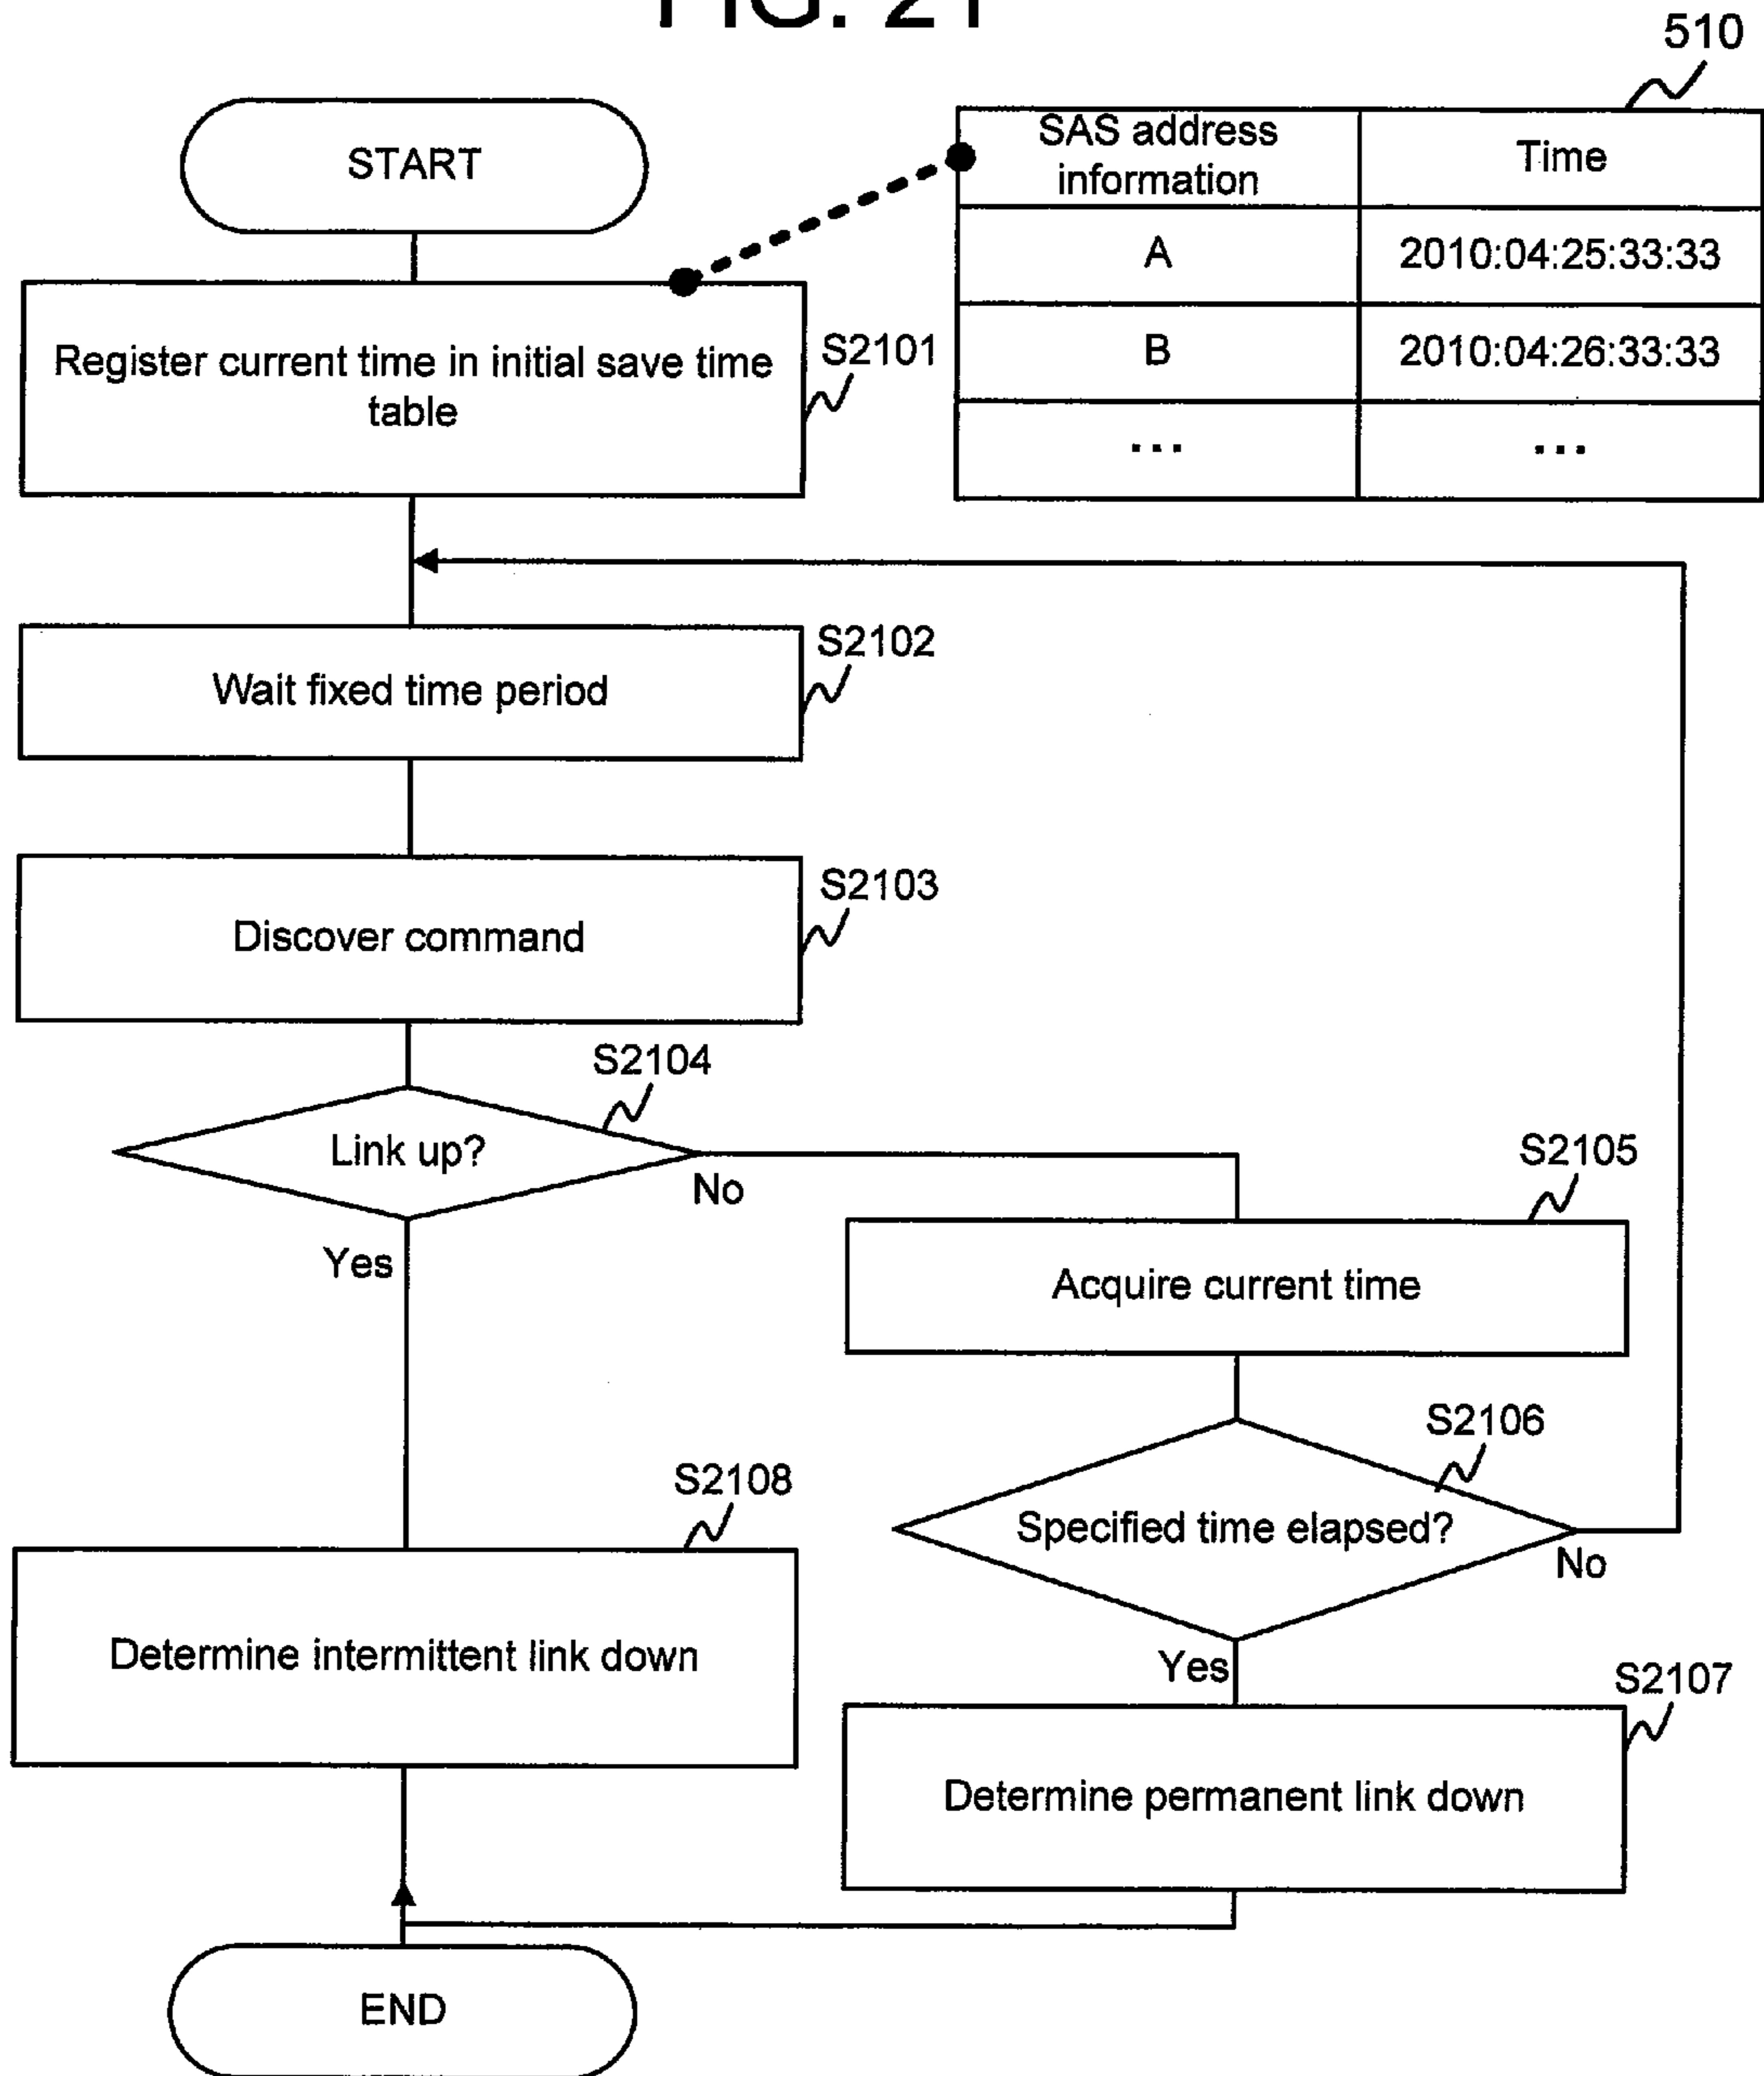 FIG. 21
510
START
SAS address
information
Time
A
2010:04:25:33:33
B
2010:04:26:33:33
...
...
Register current time in initial save time
table
S2101
Wait fixed time period
S2102
Discover command
S2103
Link up?
S2104
No
Yes
Acquire current time
S2105
Specified time elapsed?
S2106
No
Yes
Determine intermittent link down
S2108
Determine permanent link down
S2107
END